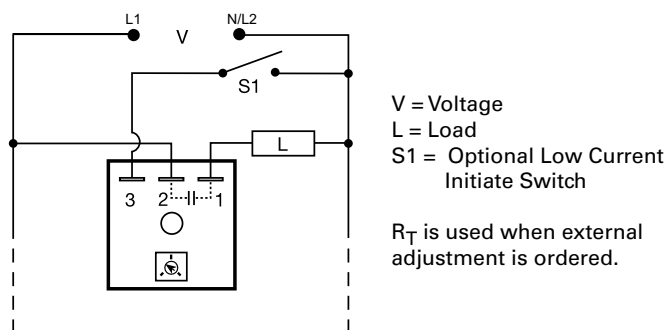 L1
V
N/L2
S1
L
3
2
1
V = Voltage
L = Load
S1 = Optional Low Current
Initiate Switch
R_T is used when external
adjustment is ordered.